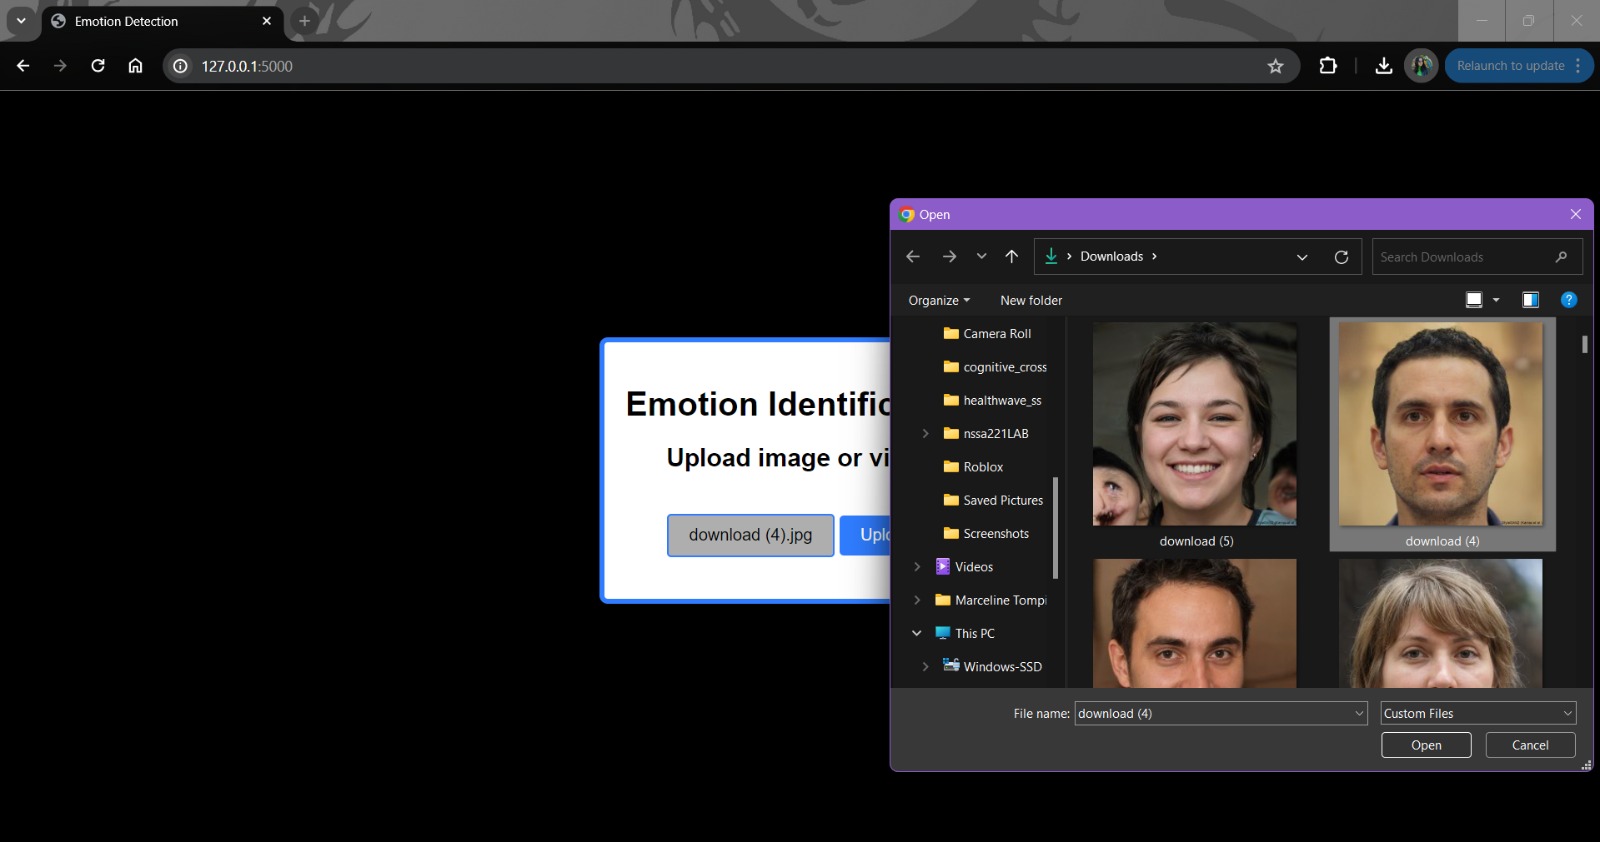 Emotion Detection
127.0.0.1:5000
Relaunch to update
Open
Downloads
Search Downloads
Organize
New folder
Camera Roll
cognitive_cross
healthwave_ss
nssa221LAB
Roblox
Saved Pictures
Screenshots
Videos
Marceline Tompi
This PC
Windows-SSD
download (5)
download (4)
Emotion Identific
Upload image or vi
download (4).jpg
Uplo
File name:
download (4)
Custom Files
Open
Cancel